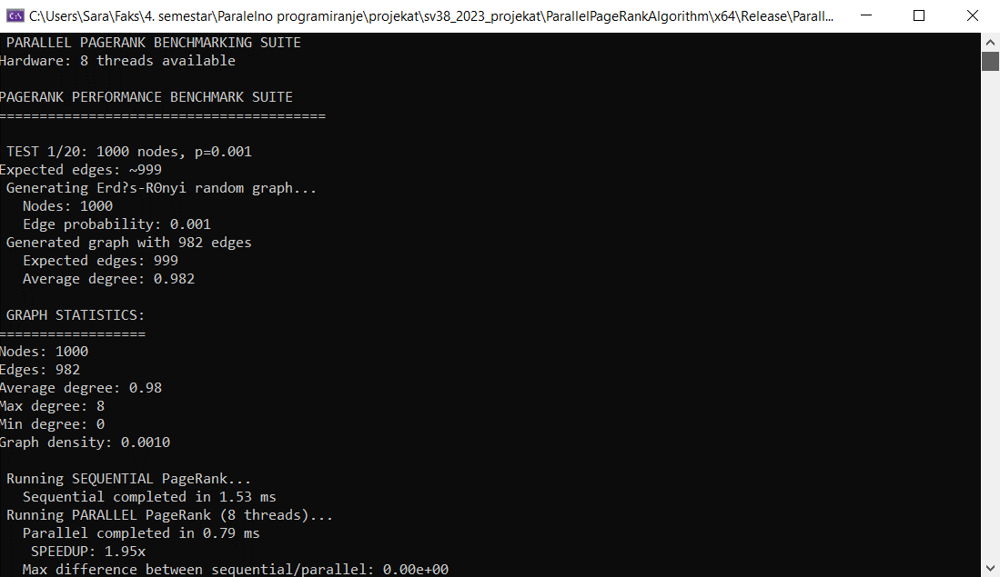 C:\Users\Sara\Faks\4. semestar\Paralelno programiranje\projekat\sv38_2023_projekat\ParallelPageRankAlgorithm\x64\Release\Parall...
PARALLEL PAGERANK BENCHMARKING SUITE
Hardware: 8 threads available
PAGERANK PERFORMANCE BENCHMARK SUITE
========================================
TEST 1/20: 1000 nodes, p=0.001
Expected edges: ~999
Generating Erd?s-RΘnyi random graph...
Nodes: 1000
Edge probability: 0.001
Generated graph with 982 edges
Expected edges: 999
Average degree: 0.982
GRAPH STATISTICS:
==================
Nodes: 1000
Edges: 982
Average degree: 0.98
Max degree: 8
Min degree: 0
Graph density: 0.0010
Running SEQUENTIAL PageRank...
Sequential completed in 1.53 ms
Running PARALLEL PageRank (8 threads)...
Parallel completed in 0.79 ms
SPEEDUP: 1.95x
Max difference between sequential/parallel: 0.00e+00